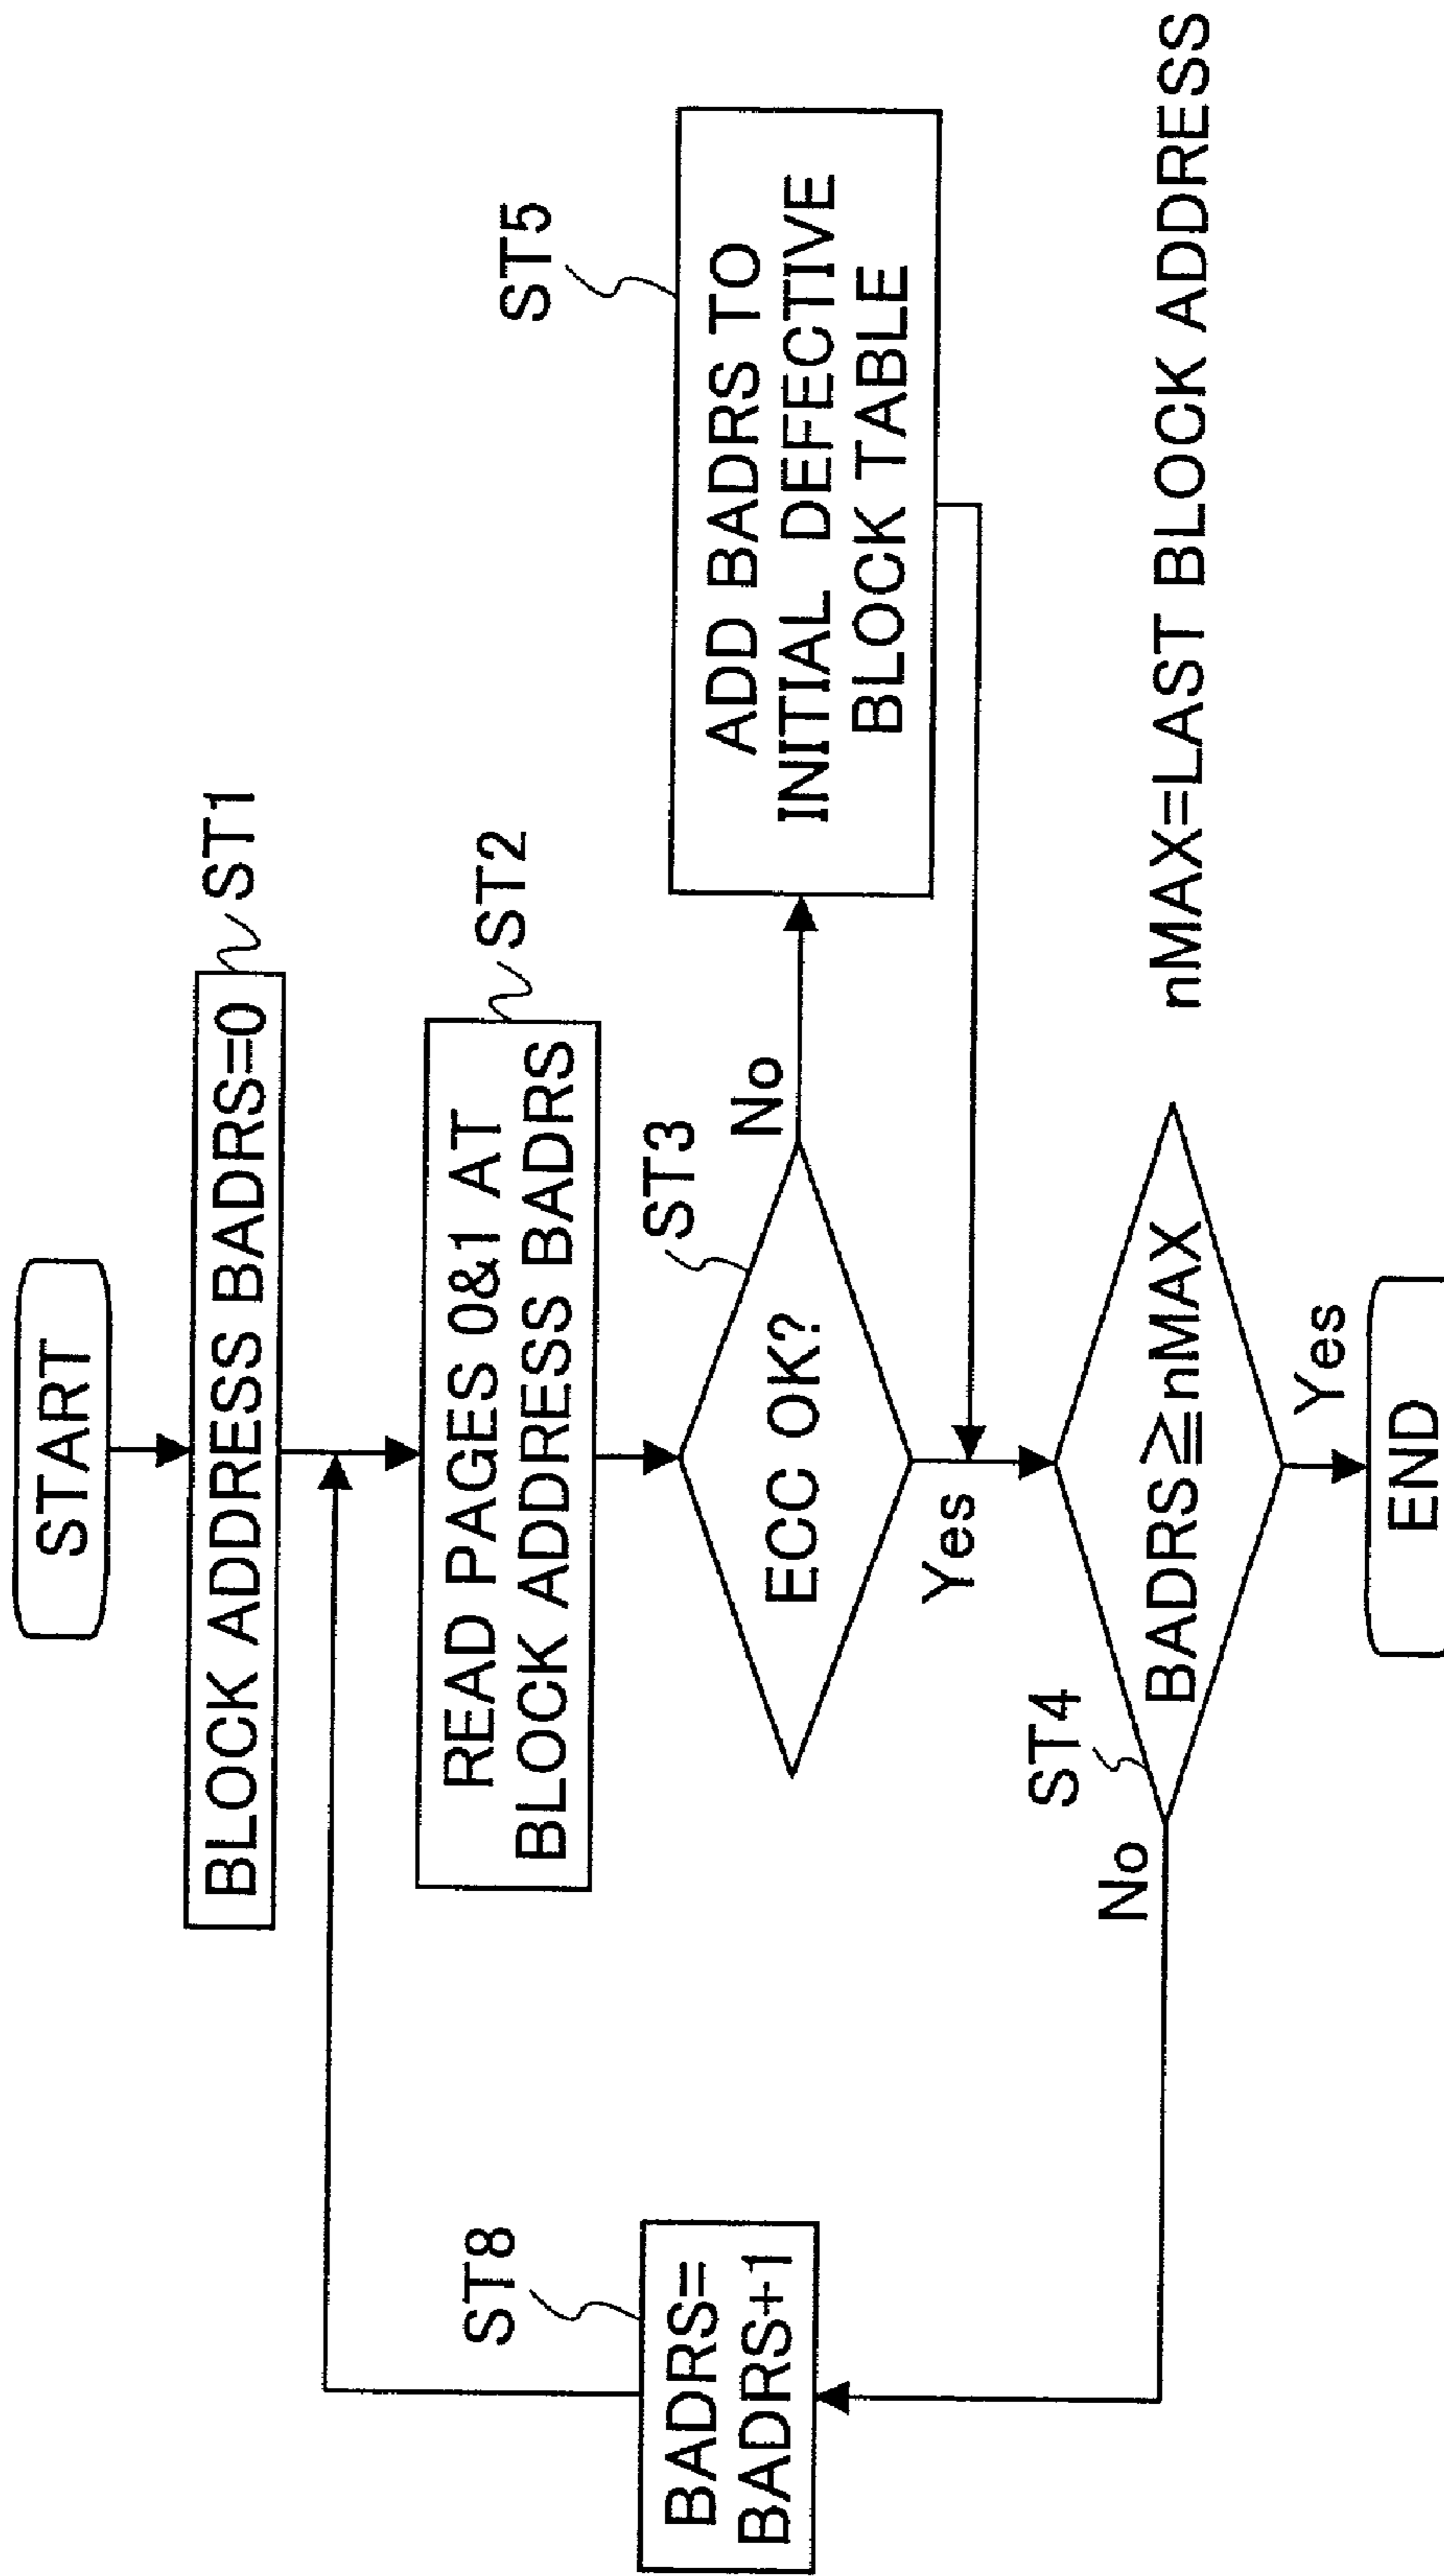 START
BLOCK ADDRESS BADRS=0
ST1
READ PAGES 0&1 AT
BLOCK ADDRESS BADRS
ST2
ECC OK?
ST3
No
Yes
ADD BADRS TO
INITIAL DEFECTIVE
BLOCK TABLE
ST5
BADRS≧nMAX
ST4
No
Yes
nMAX=LAST BLOCK ADDRESS
BADRS=
BADRS+1
ST8
END